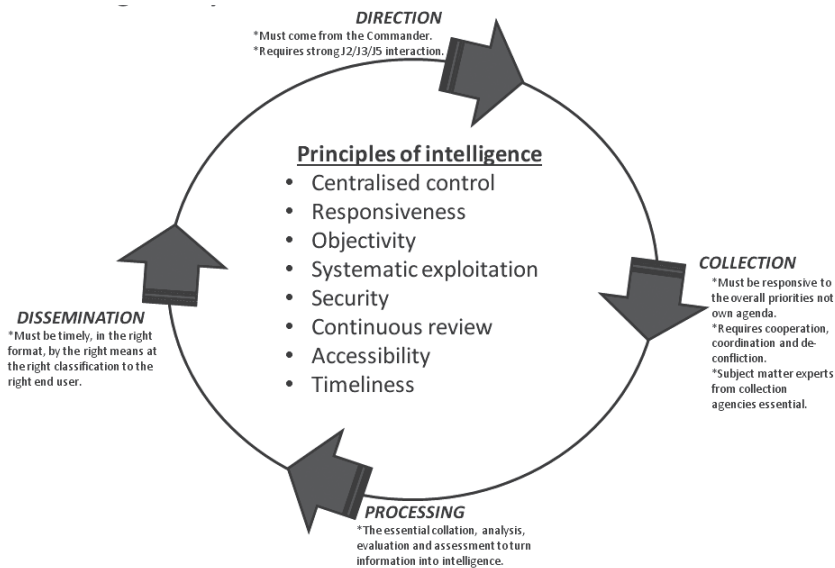 DIRECTION
*Must come from the Commander.
*Requires strong J2/J3/J5 interaction.
Principles of intelligence
• Centralised control
• Responsiveness
• Objectivity
• Systematic exploitation
• Security
• Continuous review
• Accessibility
• Timeliness
COLLECTION
*Must be responsive to
the overall priorities not
own agenda.
*Requires cooperation,
coordination and de-
confliction.
*Subject matter experts
from collection
agencies essential.
DISSEMINATION
*Must be timely, in the right
format, by the right means at
the right classification to the
right end user.
PROCESSING
*The essential collation, analysis,
evaluation and assessment to turn
information into intelligence.